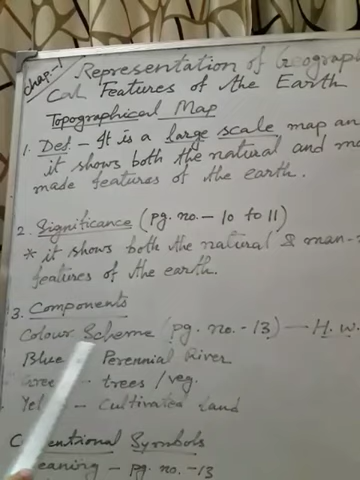 Chap:-1
Representation of Geographi
Cal Features of the Earth
Topographical Map
1. Def - It is a large scale map an
it shows both the natural and ma
made features of the earth.
2. Significance (pg. no. - 10 to 11)
* it shows both the natural & man-
features of the earth.
3. Components
Colour Scheme (pg. no. - 13) — H.W.
Blue - Perennial River
- trees / veg.
Yel - Cultivated land
Symbols
eaning - pg. no. - 13